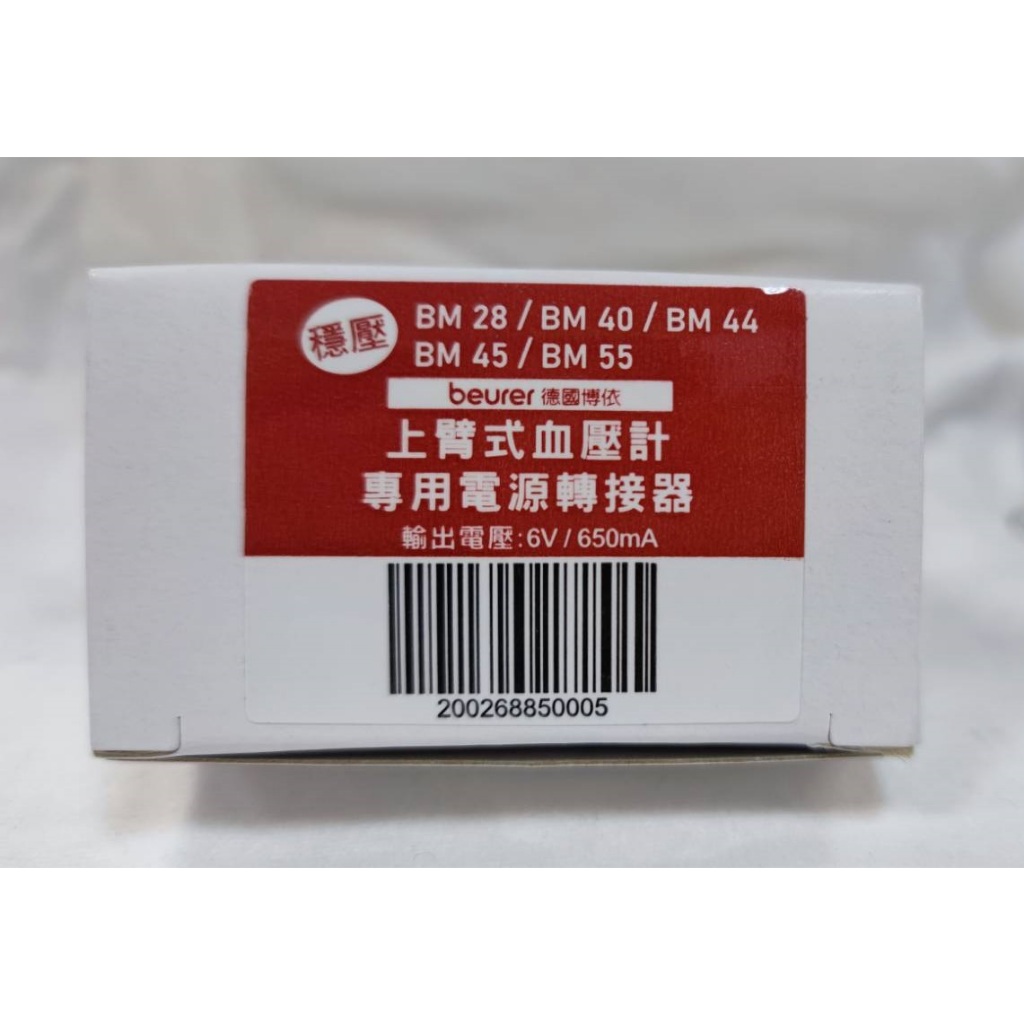 穩壓
BM 28 / BM 40 / BM 44
BM 45 / BM 55
beurer 德國博依
上臂式血壓計
專用電源轉接器
輸出電壓:6V / 650mA
200268850005